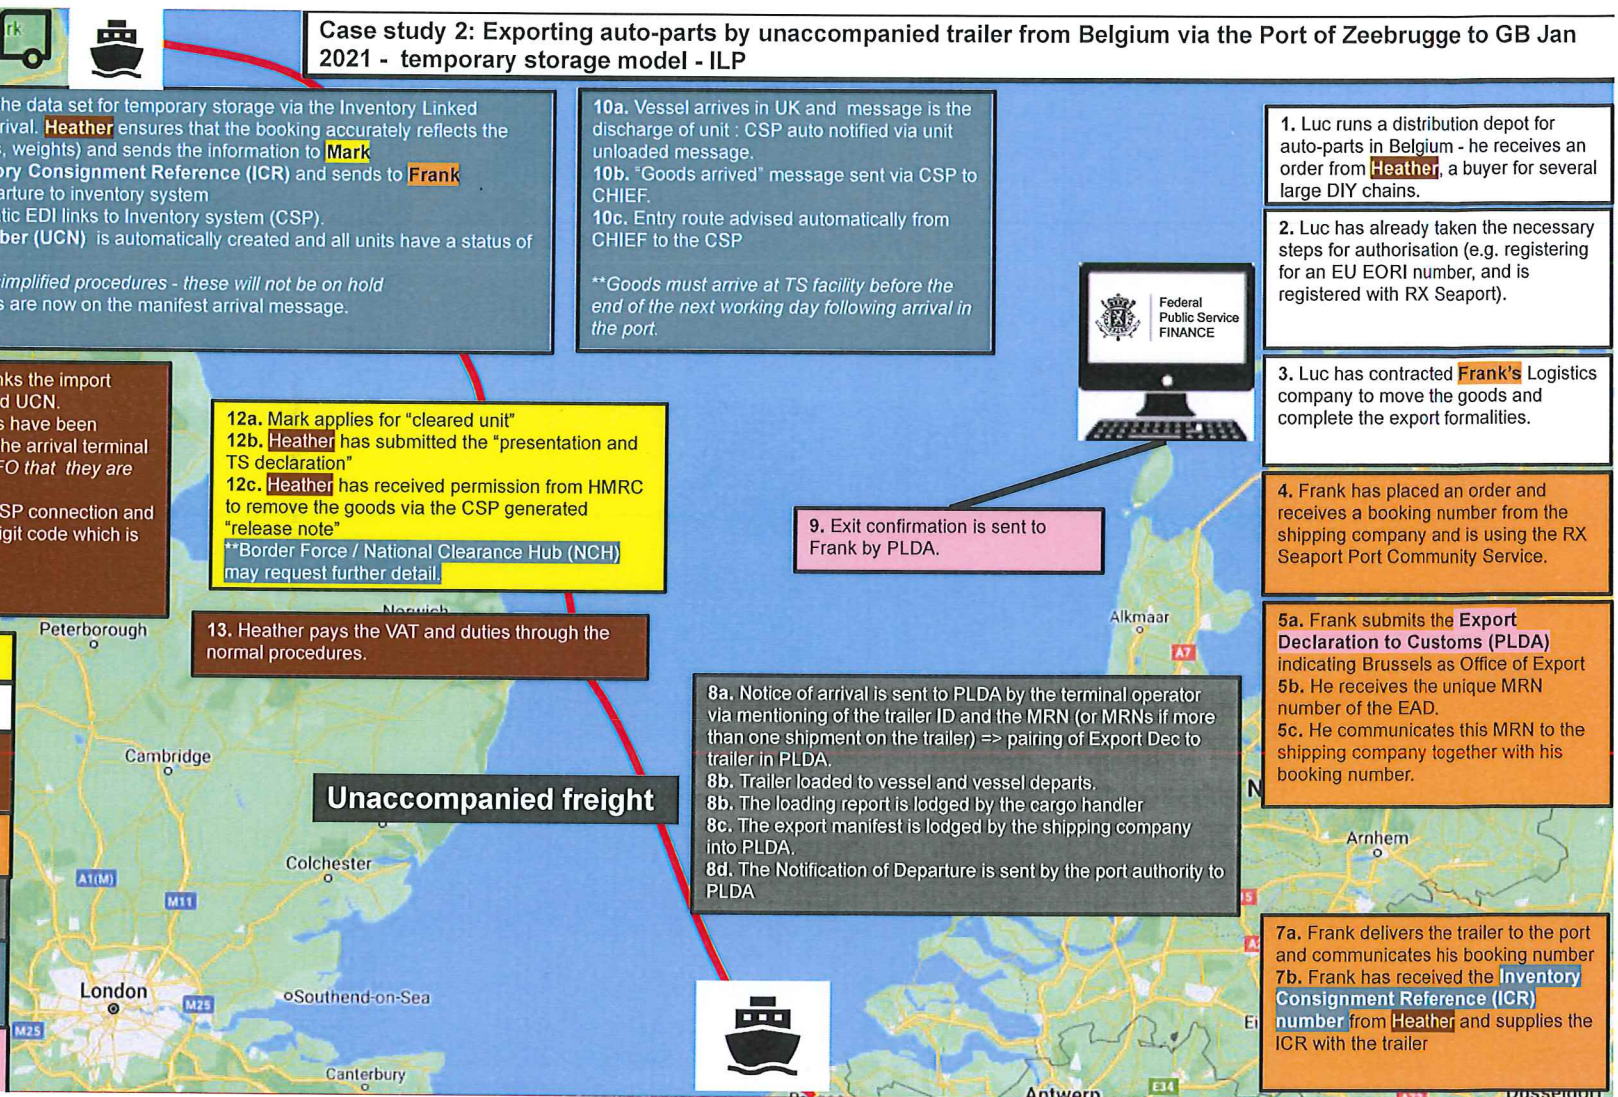 rk
Case study 2: Exporting auto-parts by unaccompanied trailer from Belgium via the Port of Zeebrugge to GB Jan
2021 - temporary storage model - ILP
he data set for temporary storage via the Inventory Linked
rival. Heather ensures that the booking accurately reflects the
, weights) and sends the information to Mark
ory Consignment Reference (ICR) and sends to Frank
arture to inventory system
tic EDI links to Inventory system (CSP).
ber (UCN) is automatically created and all units have a status of
simplified procedures - these will not be on hold
s are now on the manifest arrival message.
10a. Vessel arrives in UK and message is the
discharge of unit : CSP auto notified via unit
unloaded message.
10b. "Goods arrived" message sent via CSP to
CHIEF.
10c. Entry route advised automatically from
CHIEF to the CSP
**Goods must arrive at TS facility before the
end of the next working day following arrival in
the port.
Federal
Public Service
FINANCE
1. Luc runs a distribution depot for
auto-parts in Belgium - he receives an
order from Heather, a buyer for several
large DIY chains.
2. Luc has already taken the necessary
steps for authorisation (e.g. registering
for an EU EORI number, and is
registered with RX Seaport).
3. Luc has contracted Frank's Logistics
company to move the goods and
complete the export formalities.
4. Frank has placed an order and
receives a booking number from the
shipping company and is using the RX
Seaport Port Community Service.
5a. Frank submits the Export
Declaration to Customs (PLDA)
indicating Brussels as Office of Export
5b. He receives the unique MRN
number of the EAD.
5c. He communicates this MRN to the
shipping company together with his
booking number.
7a. Frank delivers the trailer to the port
and communicates his booking number
7b. Frank has received the Inventory
Consignment Reference (ICR)
number from Heather and supplies the
ICR with the trailer
nks the import
d UCN.
s have been
he arrival terminal
FO that they are
SP connection and
igit code which is
12a. Mark applies for "cleared unit"
12b. Heather has submitted the "presentation and
TS declaration"
12c. Heather has received permission from HMRC
to remove the goods via the CSP generated
"release note"
**Border Force / National Clearance Hub (NCH)
may request further detail.
9. Exit confirmation is sent to
Frank by PLDA.
13. Heather pays the VAT and duties through the
normal procedures.
8a. Notice of arrival is sent to PLDA by the terminal operator
via mentioning of the trailer ID and the MRN (or MRNs if more
than one shipment on the trailer) => pairing of Export Dec to
trailer in PLDA.
8b. Trailer loaded to vessel and vessel departs.
8b. The loading report is lodged by the cargo handler
8c. The export manifest is lodged by the shipping company
into PLDA.
8d. The Notification of Departure is sent by the port authority to
PLDA
Unaccompanied freight
Norwich
Peterborough
Cambridge
Colchester
A1(M)
M11
London
M25
M25
Southend-on-Sea
Canterbury
Alkmaar
A7
N
Arnhem
Ei
E34
Antwerp